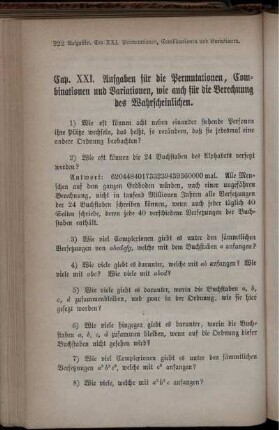 222 Aufgaben. Cap. XXI. Permutationen, Combinationen und Variationen.
Cap. XXI. Aufgaben für die Permutationen, Com-
binationen und Variationen, wie auch für die Berechnung
des Wahrscheinlichen.
1) Wie oft können acht neben einander stehende Personen
ihre Plätze wechseln, das heißt, so verändern, daß sie jedesmal eine
andere Ordnung beobachten?
2) Wie oft können die 24 Buchstaben des Alphabets versetzt
werden?
Antwort: 620448401733239439360000 mal. Alle Men-
schen auf dem ganzen Erdboden würden, nach einer ungefähren
Berechnung, nicht in tausend Millionen Jahren alle Versetzungen
der 24 Buchstaben schreiben können, wenn auch jeder täglich 40
Seiten schriebe, deren jede 40 verschiedene Versetzungen der Buch-
staben enthält.
3) Wie viel Complexionen giebt es unter den sämmtlichen
Versetzungen von abcdefg, welche mit dem Buchstaben a anfangen?
4) Wie viele giebt es darunter, welche mit ab anfangen? Wie
viele mit abc? Wie viele mit abcd?
5) Wie viele giebt es darunter, worin die Buchstaben a, b,
c, d zusammenbleiben, und zwar in der Ordnung, wie sie hier
stehen?
6) Wie viele hingegen giebt es darunter, worin die Buch-
staben a, b, c, d zusammen bleiben, wenn auf die Ordnung dieser
Buchstaben nicht gesehen wird?
7) Wie viel Complexionen giebt es unter den sämmtlichen
Versetzungen welche mit anfangen?
8) Wie viele, welche mit anfangen?